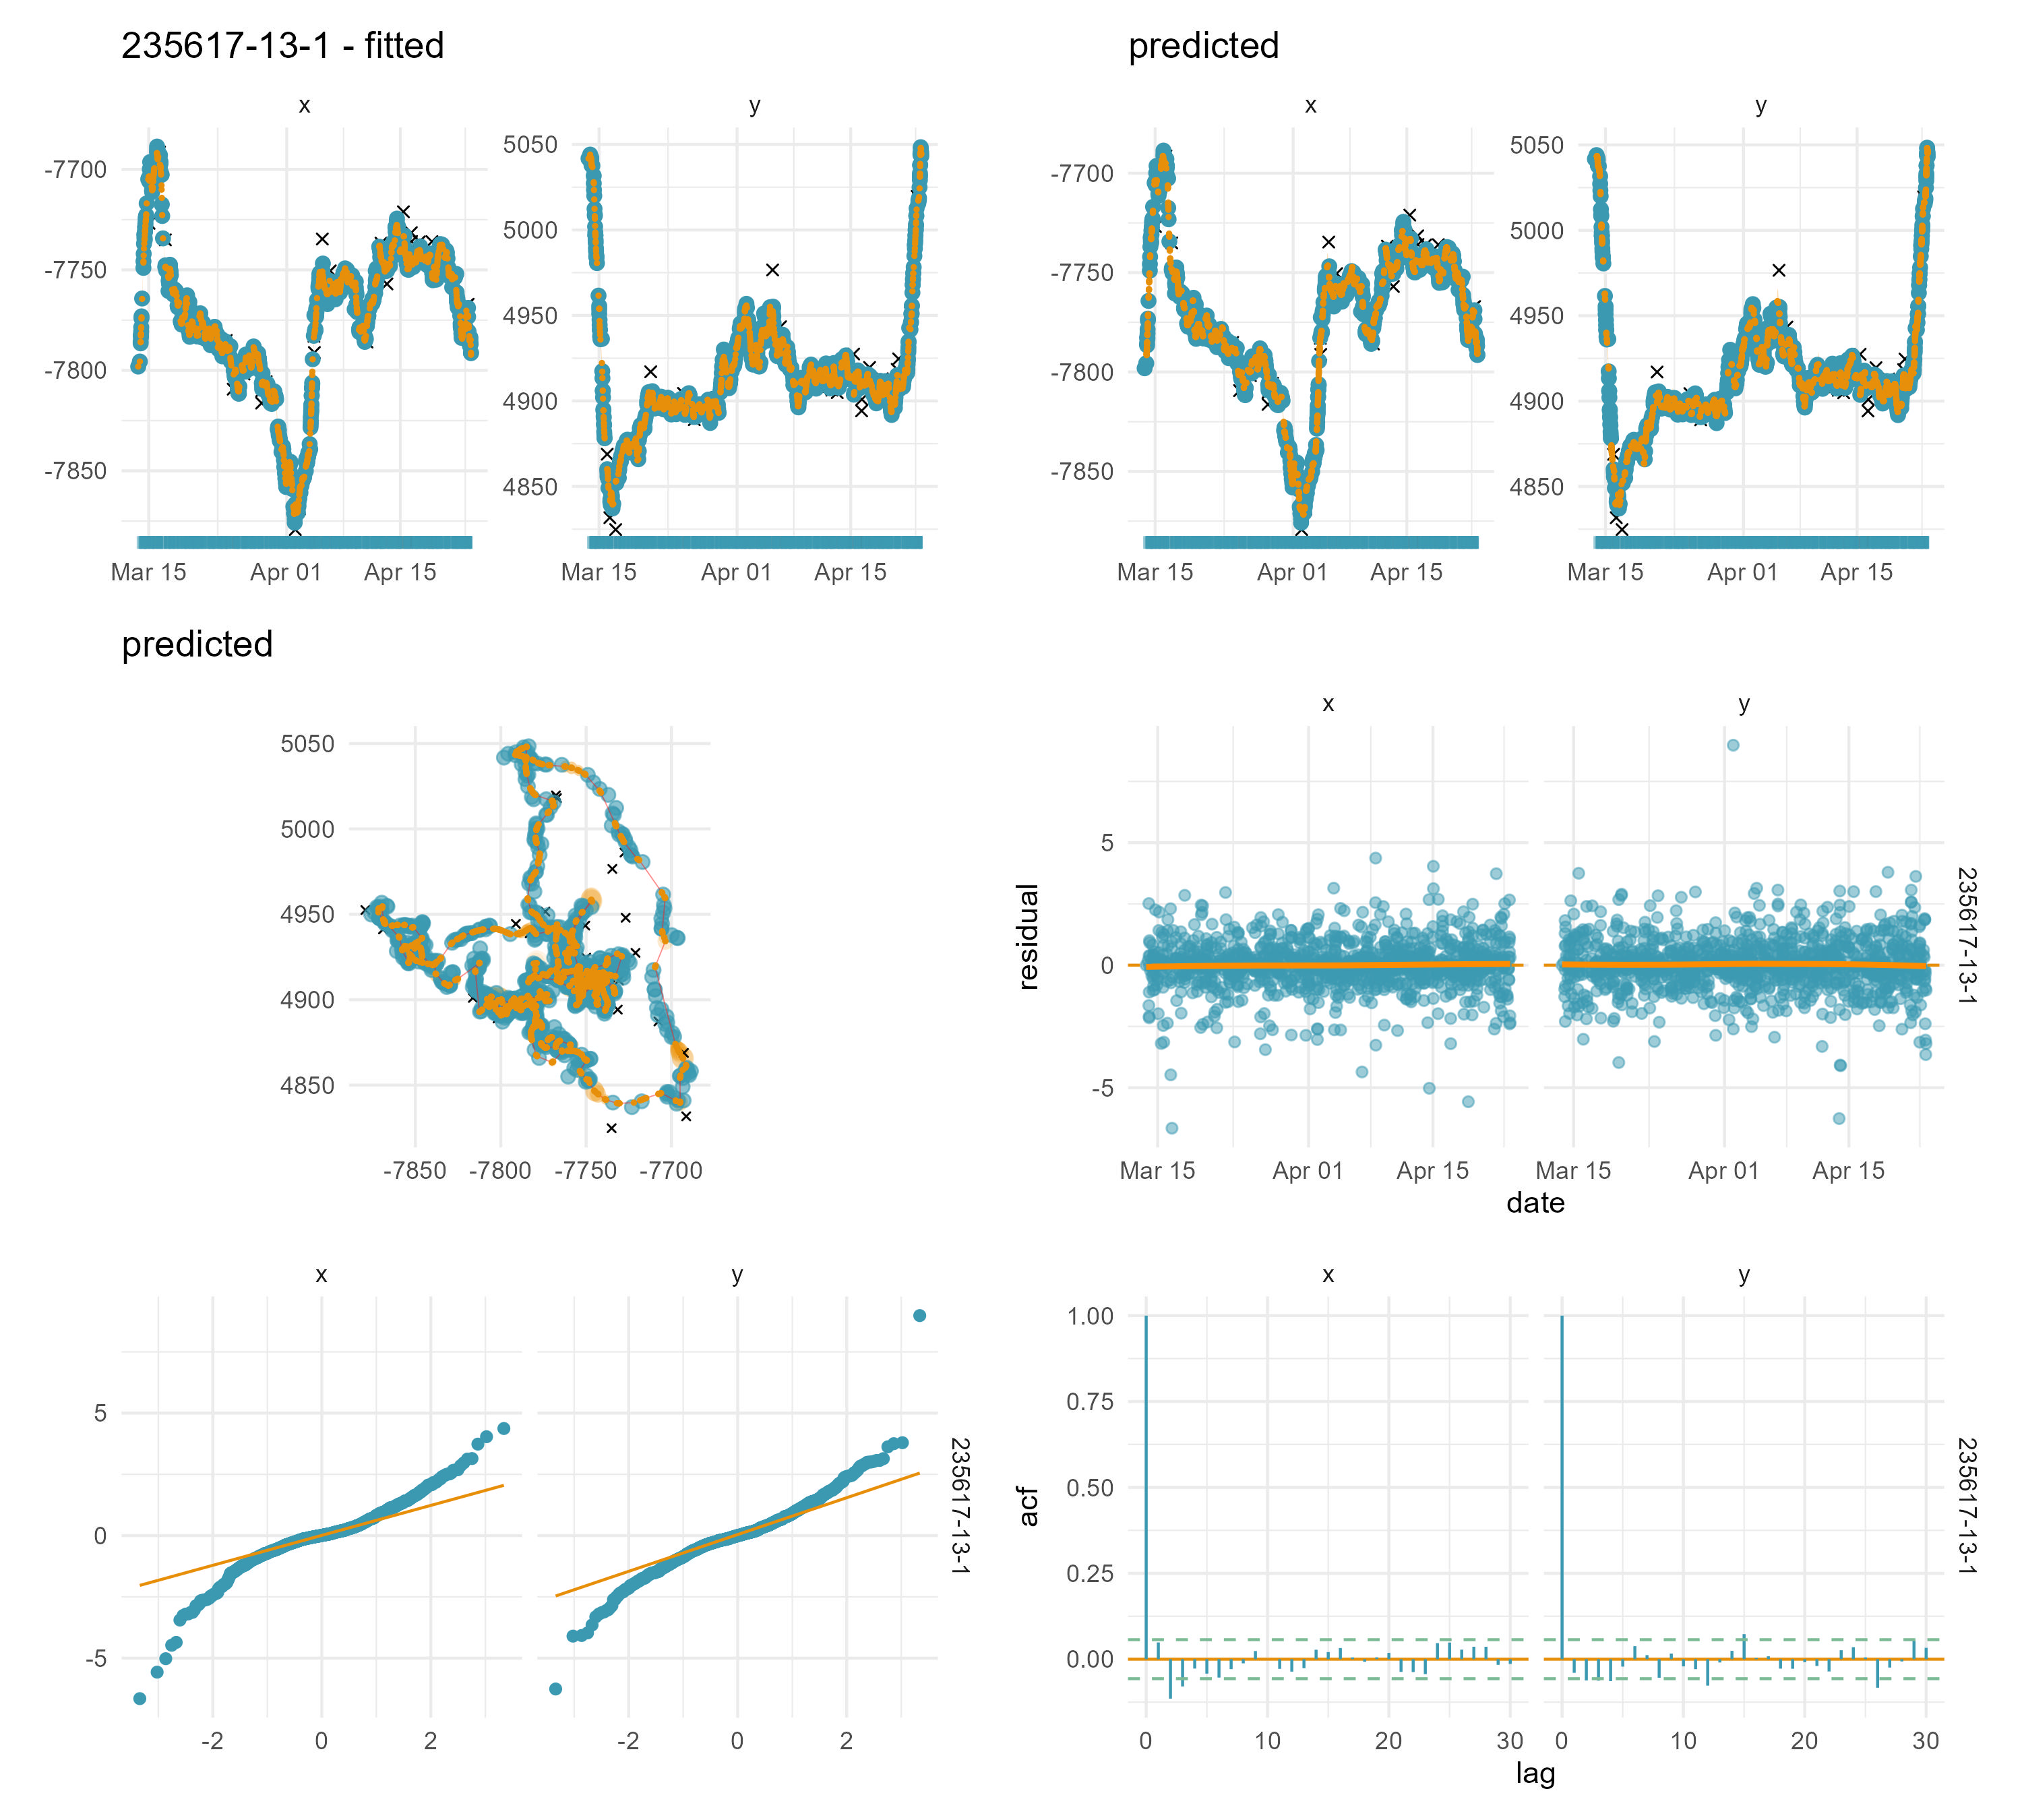 235617-13-1 - fitted
predicted
x
y
x
y
-7700
-7750
-7800
-7850
5050
5000
4950
4900
4850
-7700
-7750
-7800
-7850
5050
5000
4950
4900
4850
Mar 15
Apr 01
Apr 15
Mar 15
Apr 01
Apr 15
Mar 15
Apr 01
Apr 15
Mar 15
Apr 01
Apr 15
predicted
5050
5000
4950
4900
4850
-7850
-7800
-7750
-7700
x
y
residual
5
0
-5
235617-13-1
Mar 15
Apr 01
Apr 15
Mar 15
Apr 01
Apr 15
date
x
y
5
0
-5
235617-13-1
-2
0
2
-2
0
2
x
y
acf
1.00
0.75
0.50
0.25
0.00
235617-13-1
0
10
20
30
0
10
20
30
lag